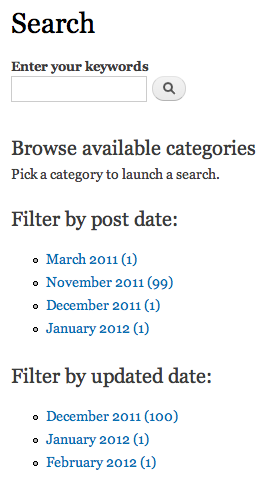 Search
Enter your keywords
Browse available categories
Pick a category to launch a search.
Filter by post date:
March 2011 (1)
November 2011 (99)
December 2011 (1)
January 2012 (1)
Filter by updated date:
December 2011 (100)
January 2012 (1)
February 2012 (1)